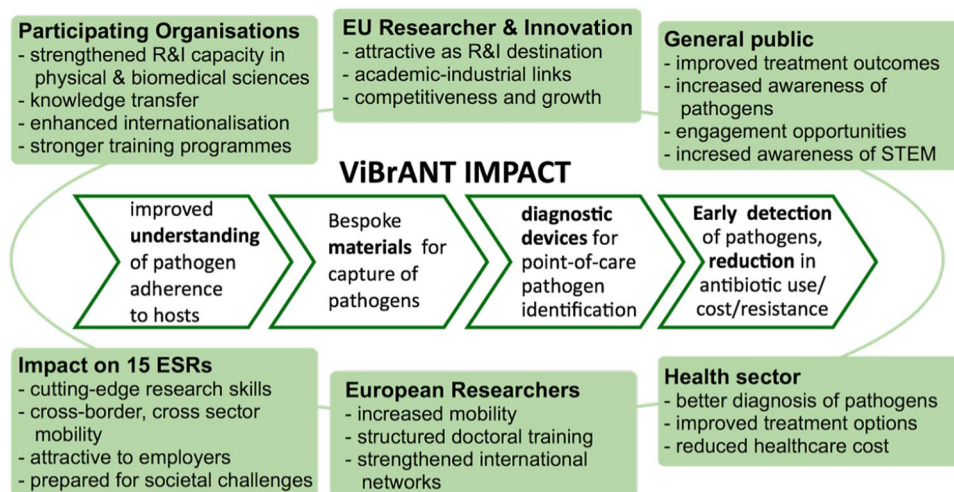 Participating Organisations
- strengthened R&I capacity in
physical & biomedical sciences
- knowledge transfer
- enhanced internationalisation
- stronger training programmes
EU Researcher & Innovation
- attractive as R&I destination
- academic-industrial links
- competitiveness and growth
General public
- improved treatment outcomes
- increased awareness of
pathogens
- engagement opportunities
- incresed awareness of STEM
ViBrANT IMPACT
improved
understanding
of pathogen
adherence
to hosts
Bespoke
materials for
capture of
pathogens
diagnostic
devices for
point-of-care
pathogen
identification
Early detection
of pathogens,
reduction in
antibiotic use/
cost/resistance
Impact on 15 ESRs
- cutting-edge research skills
- cross-border, cross sector
mobility
- attractive to employers
- prepared for societal challenges
European Researchers
- increased mobility
- structured doctoral training
- strengthened international
networks
Health sector
- better diagnosis of pathogens
- improved treatment options
- reduced healthcare cost